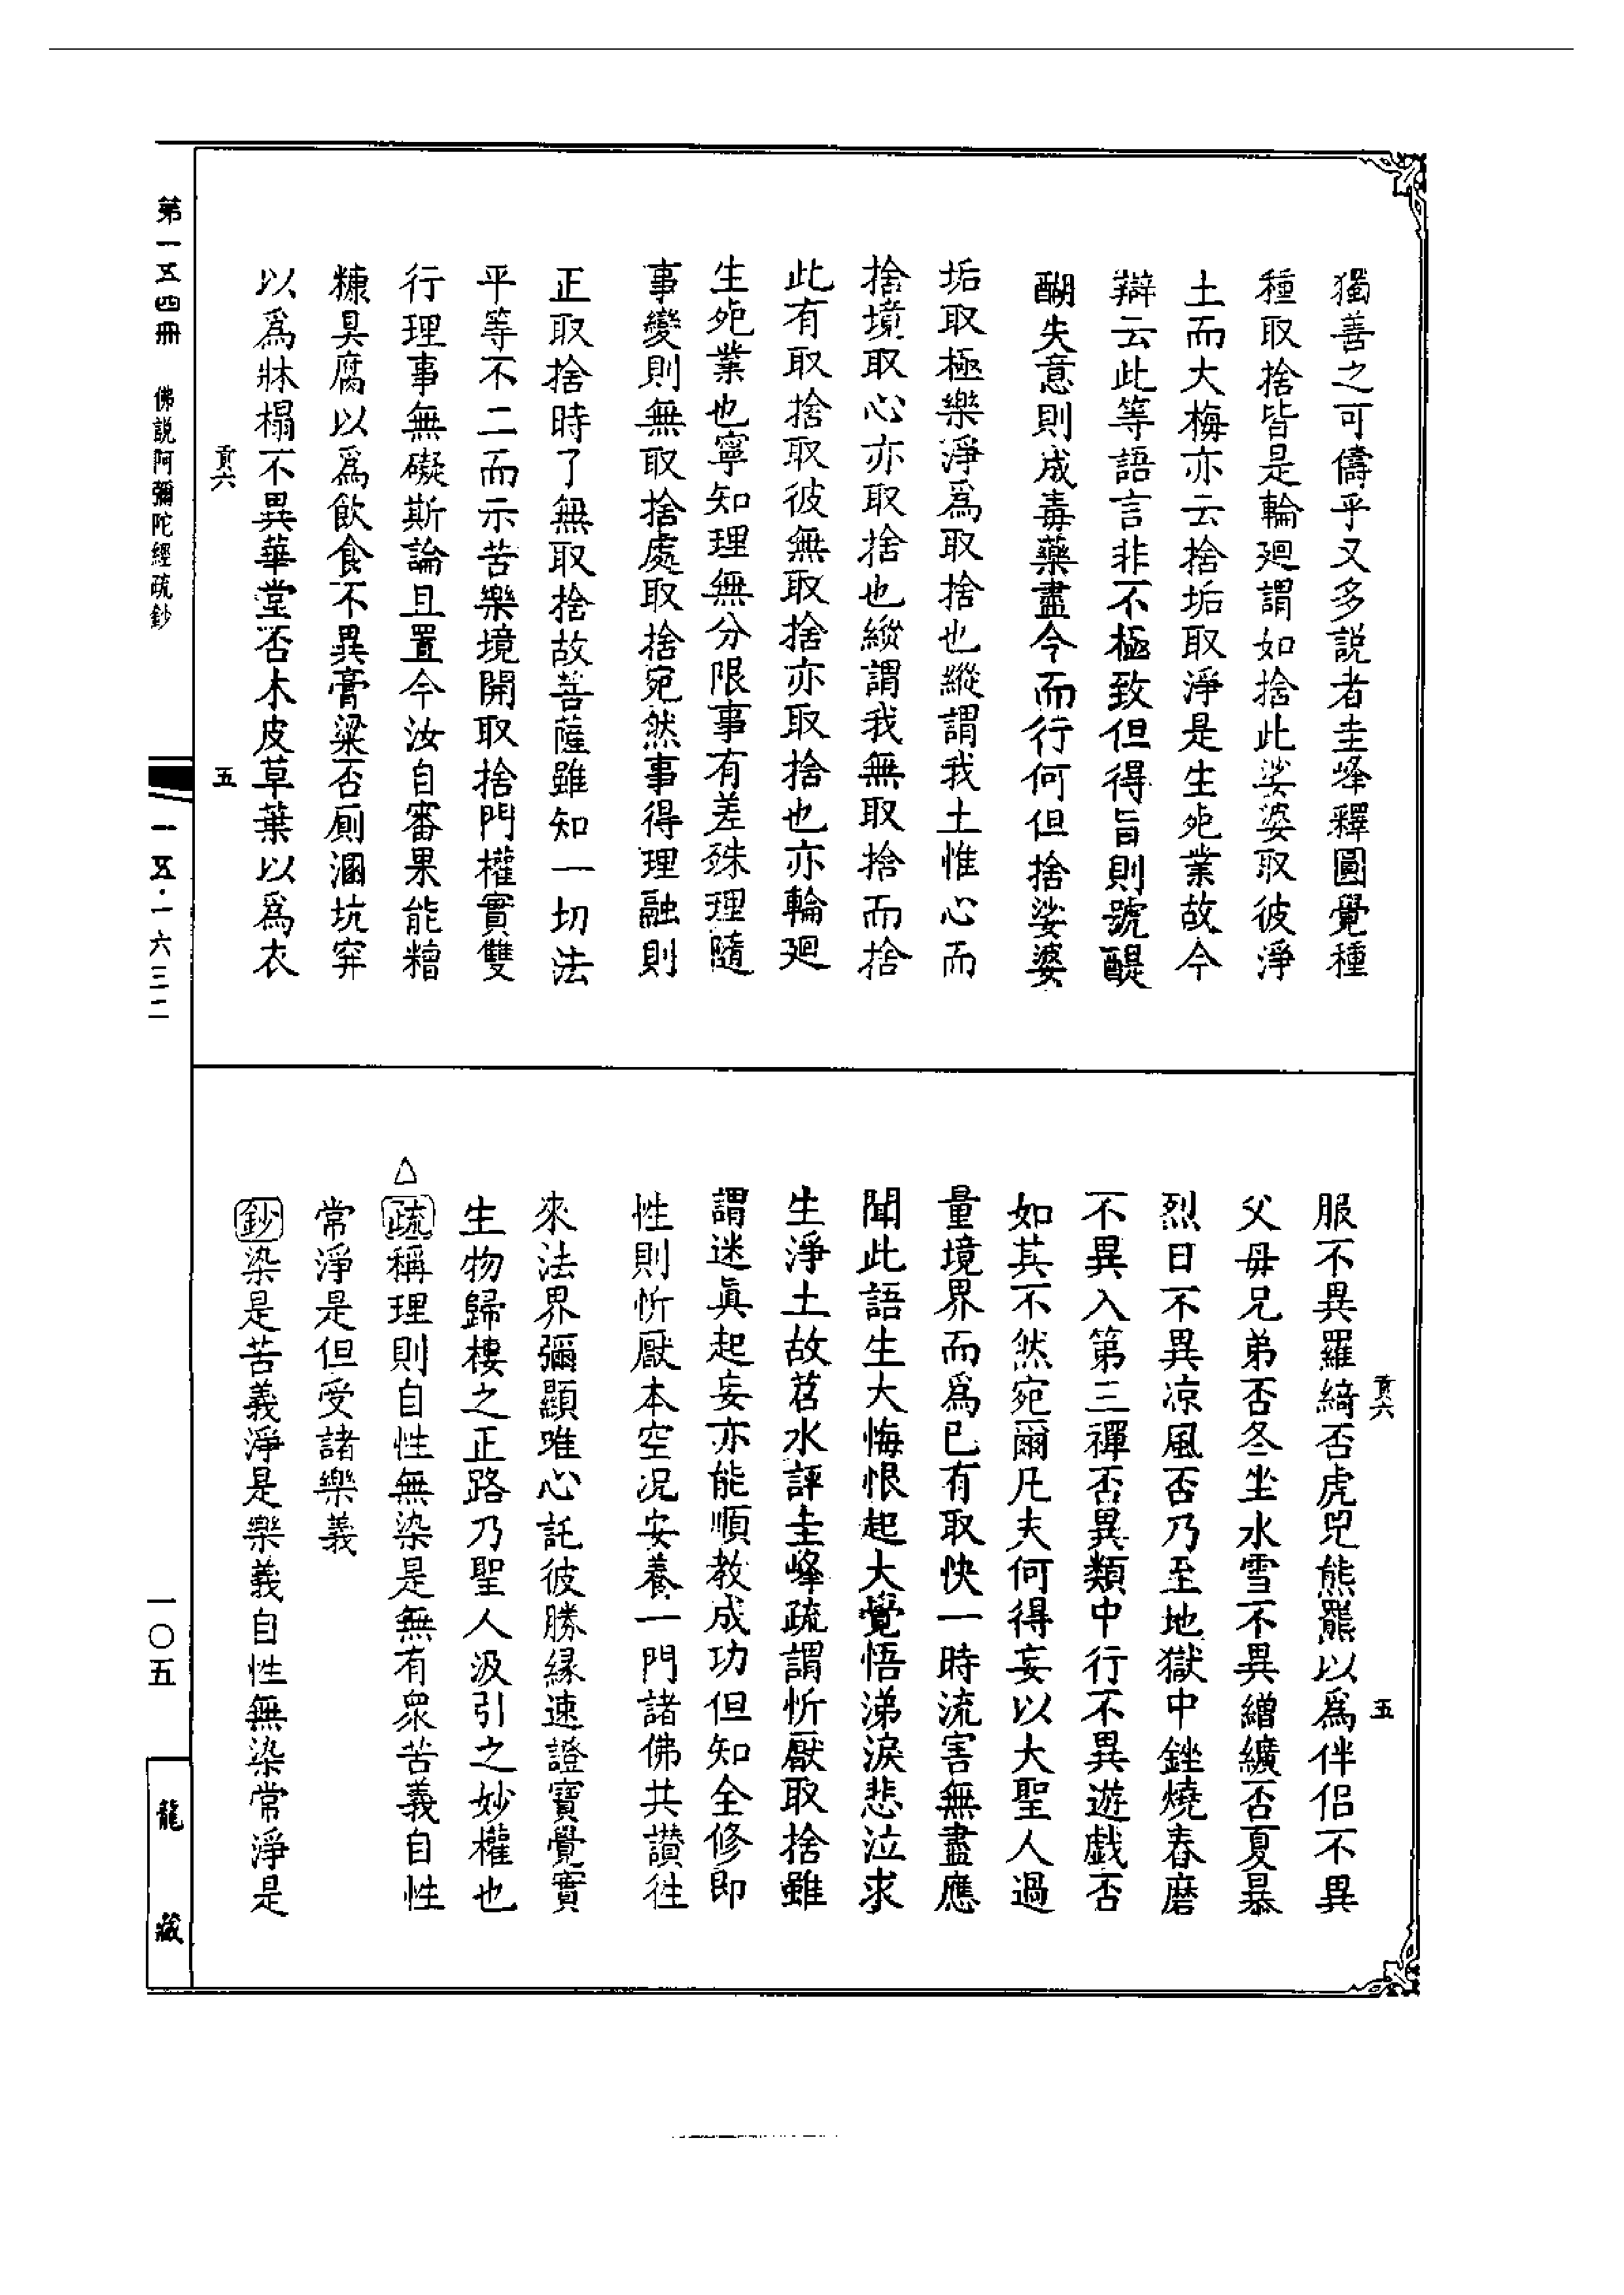 獨善之可儔乎又多説者圭峰釋圓覺種
種取捨皆是輪廻謂如捨此娑婆取彼淨
土而大梅亦云捨垢取淨是生死業故今
辯云此等語言非不極致但得旨則號醍
醐失意則成毒藥盡今而行何但捨娑婆
垢取極樂淨爲取捨也縱謂我土惟心而
捨境取心亦取捨也縱謂我無取捨而捨
此有取捨取彼無取捨亦取捨也亦輪廻
生死業也寧知理無分限事有差殊理隨
事變則無取捨處取捨宛然事得理融則
正取捨時了無取捨故菩薩雖知一切法
平等不二而示苦樂境開取捨門權實雙
行理事無礙斯論且置今汝自審果能糟
糠臭腐以爲飲食不異膏粱否厠溷坑穽
以爲牀榻不異華堂否木皮草葉以爲衣
貢六
五
服不異羅綺否虎兕熊羆以爲伴侶不異
父母兄弟否冬坐水雪不異繒纊否夏暴
烈日不異凉風否乃至地獄中銼燒舂磨
不異入第三禪否異類中行不異遊戲否
如其不然宛爾凡夫何得妄以大聖人過
量境界而爲已有取快一時流害無盡應
聞此語生大悔恨起大覺悟涕淚悲泣求
生淨土故苕水評圭峰疏謂忻厭取捨雖
謂迷眞起妄亦能順教成功但知全修即
性則忻厭本空况安養一門諸佛共讃徃
來法界彌顯唯心託彼勝緣速證寶覺實
生物歸棲之正路乃聖人汲引之妙權也
△疏稱理則自性無染是無有衆苦義自性
常淨是但受諸樂義
鈔染是苦義淨是樂義自性無染常淨是
貢六
五
第一五四冊 佛説阿彌陀經疏鈔
一五·一六三二
一〇五
龍藏